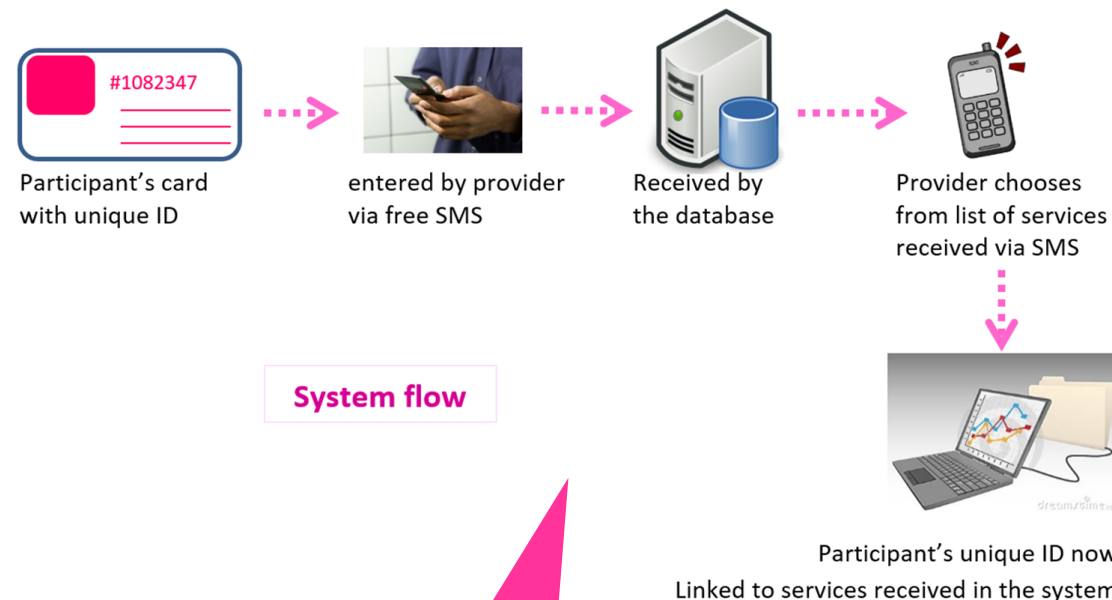 #1082347
Participant's card
with unique ID
entered by provider
via free SMS
Received by
the database
Provider chooses
from list of services
received via SMS
System flow
dreamstime
Participant's unique ID now
Linked to services received in the system